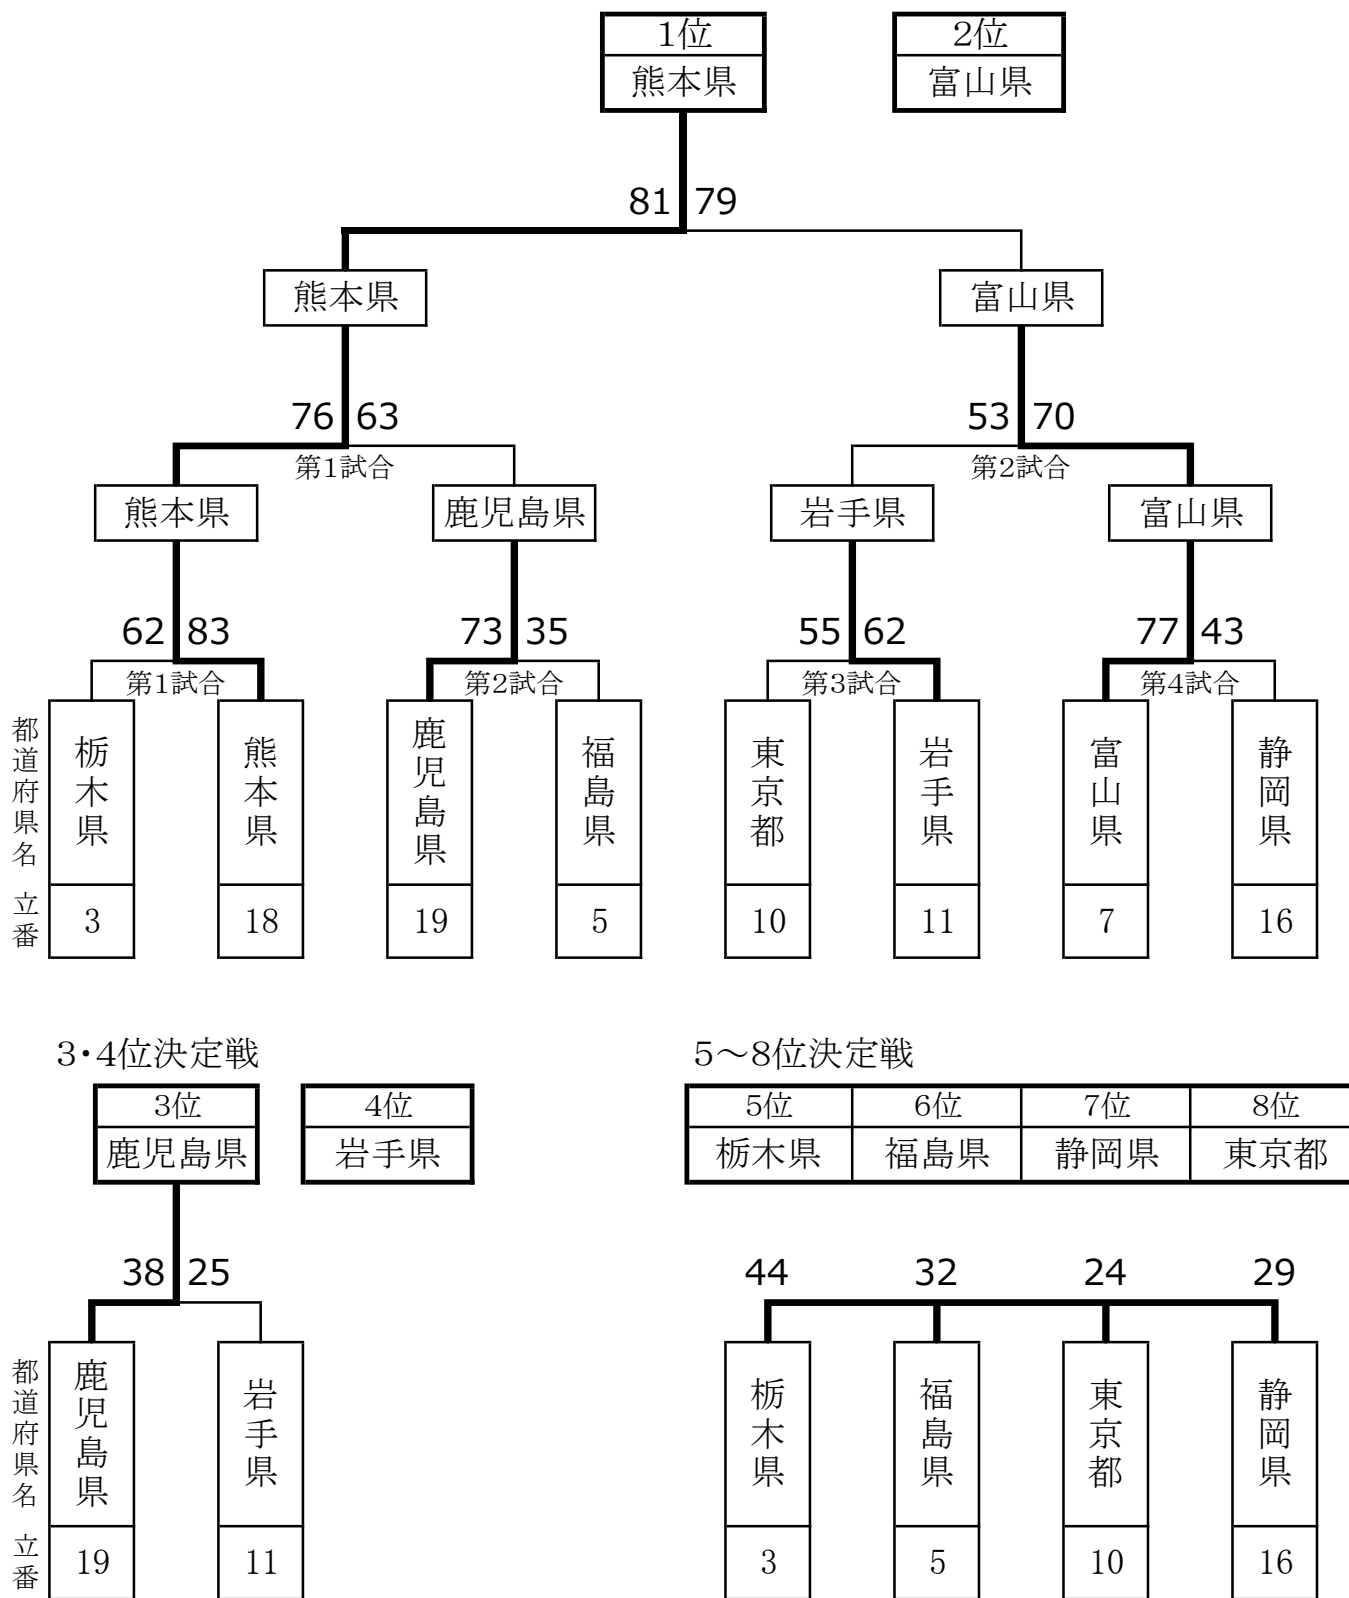 1位 2位
熊本県 富山県
81 79
熊本県 富山県
76 63 53 70
第1試合 第2試合
熊本県 鹿児島県 岩手県 富山県
62 83 73 35 55 62 77 43
第1試合 第2試合 第3試合 第4試合
都道府県名 栃木県 熊本県 鹿児島県 福島県 東京都 岩手県 富山県 静岡県
立番 3 18 19 5 10 11 7 16
3・4位決定戦 5～8位決定戦
3位 4位 5位 6位 7位 8位
鹿児島県 岩手県 栃木県 福島県 静岡県 東京都
38 25 44 32 24 29
都道府県名 鹿児島県 岩手県 栃木県 福島県 東京都 静岡県
立番 19 11 3 5 10 16